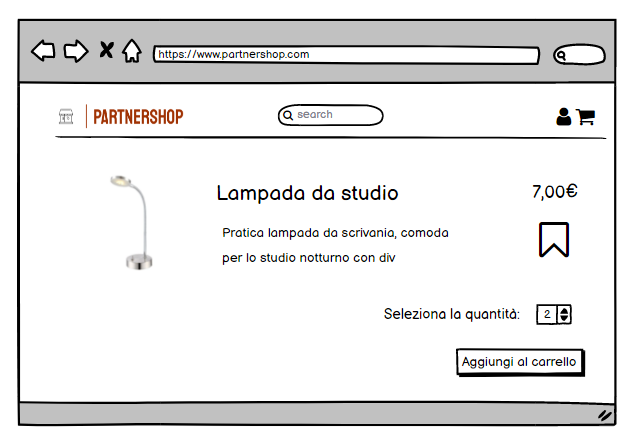 https://www.partnershop.com
PARTNERSHOP
search
Lampada da studio
7,00€
Pratica lampada da scrivania, comoda
per lo studio notturno con div
Seleziona la quantità:
2
Aggiungi al carrello